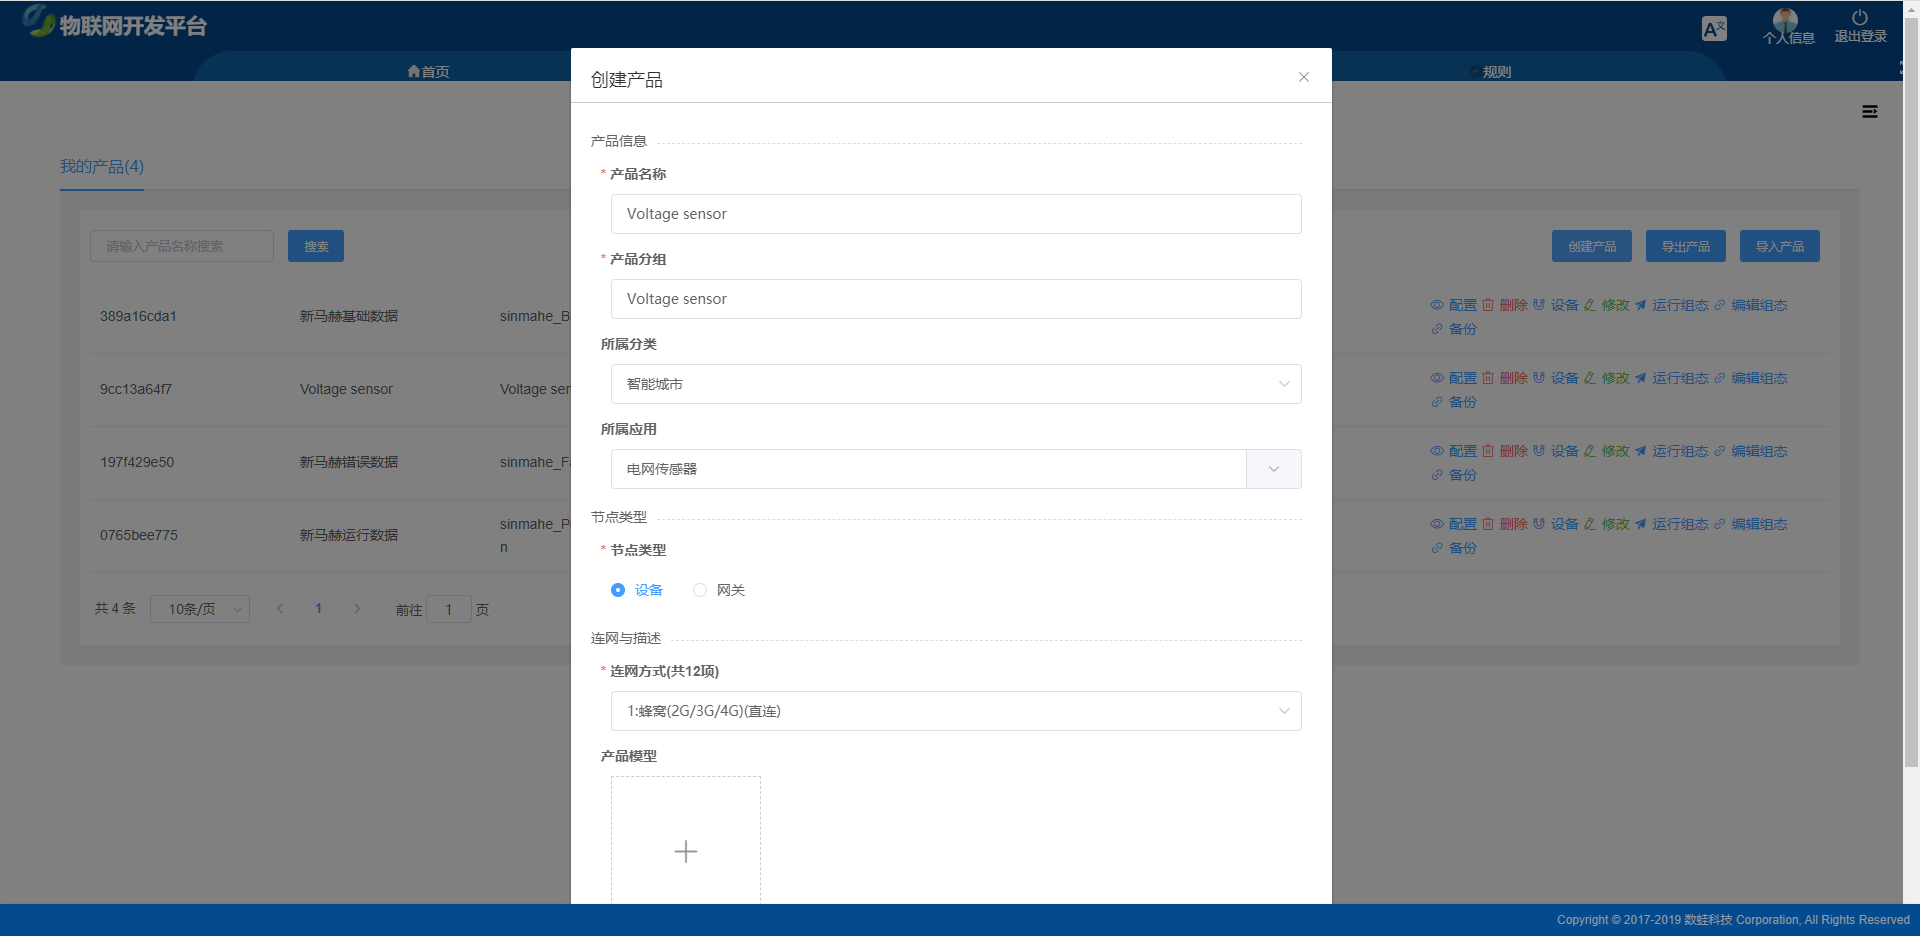 物联网开发平台
个人信息
退出登录
首页
规则
创建产品
产品信息
* 产品名称
Voltage sensor
* 产品分组
Voltage sensor
所属分类
智能城市
所属应用
电网传感器
节点类型
* 节点类型
设备 网关
连网与描述
* 连网方式(共12项)
1:蜂窝(2G/3G/4G)(直连)
产品模型
我的产品(4)
请输入产品名称搜索 搜索 创建产品 导出产品 导入产品
389a16cda1 新马赫基础数据 sinmahe_B 配置 删除 设备 修改 运行组态 编辑组态
备份
9cc13a64f7 Voltage sensor Voltage ser 配置 删除 设备 修改 运行组态 编辑组态
备份
197f429e50 新马赫错误数据 sinmahe_F 配置 删除 设备 修改 运行组态 编辑组态
备份
0765bee775 新马赫运行数据 sinmahe_P
n 配置 删除 设备 修改 运行组态 编辑组态
备份
共 4 条 10条/页 1 前往 1 页
Copyright © 2017-2019 数蛙科技 Corporation, All Rights Reserved